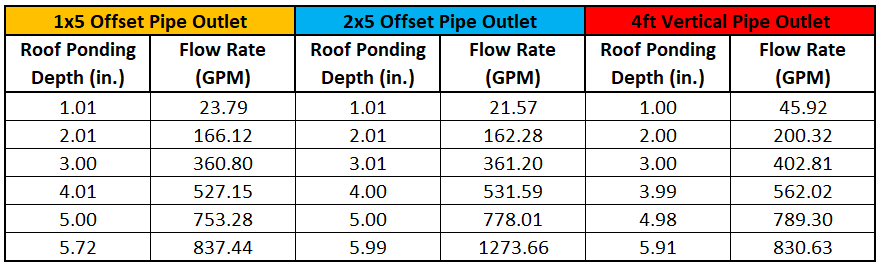 1x5 Offset Pipe Outlet 2x5 Offset Pipe Outlet 4ft Vertical Pipe Outlet
Roof Ponding Depth (in.) Flow Rate (GPM) Roof Ponding Depth (in.) Flow Rate (GPM) Roof Ponding Depth (in.) Flow Rate (GPM)
1.01 23.79 1.01 21.57 1.00 45.92
2.01 166.12 2.01 162.28 2.00 200.32
3.00 360.80 3.01 361.20 3.00 402.81
4.01 527.15 4.00 531.59 3.99 562.02
5.00 753.28 5.00 778.01 4.98 789.30
5.72 837.44 5.99 1273.66 5.91 830.63